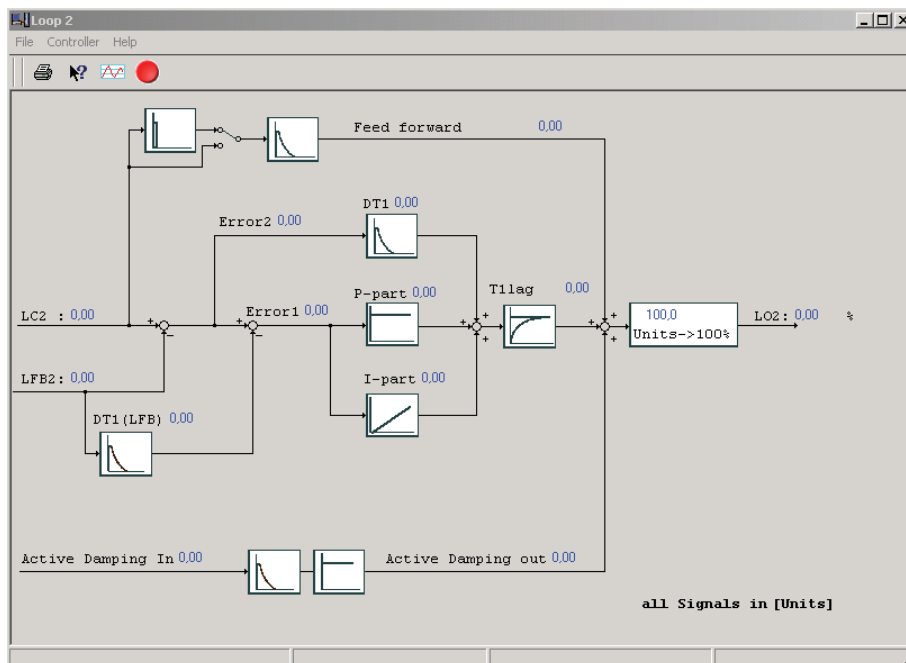 Loop 2
File Controller Help
Feed forward 0,00
DT1 0,00
Error2 0,00
P-part 0,00
T1lag 0,00
LC2 : 0,00
Error1 0,00
100,0
Units->100%
LO2: 0,00 %
LFB2: 0,00
I-part 0,00
DT1(LFB) 0,00
Active Damping In 0,00
Active Damping out 0,00
all Signals in [Units]